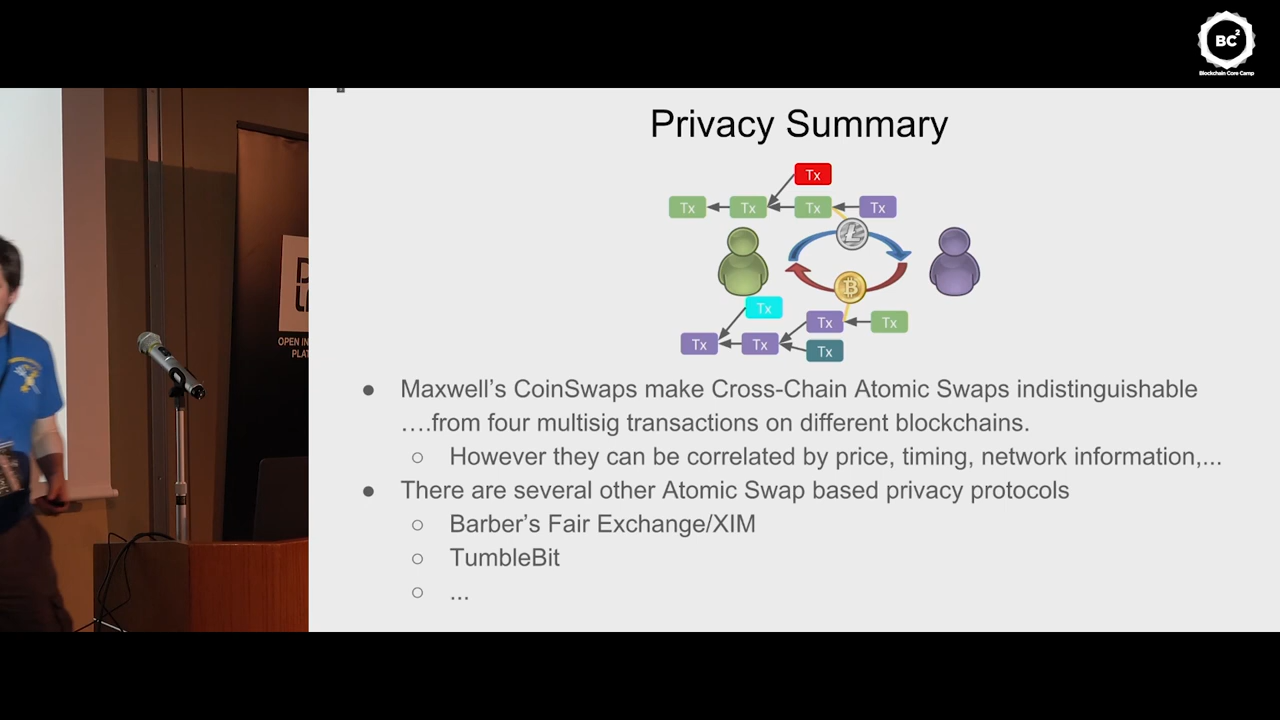 BC²
Blockchain Core Camp
Privacy Summary
Tx
Tx Tx Tx Tx
Tx
Tx Tx
Tx Tx
Tx
● Maxwell's CoinSwaps make Cross-Chain Atomic Swaps indistinguishable
….from four multisig transactions on different blockchains.
○ However they can be correlated by price, timing, network information,...
● There are several other Atomic Swap based privacy protocols
○ Barber's Fair Exchange/XIM
○ TumbleBit
○ ...
OPEN IN
PLAT